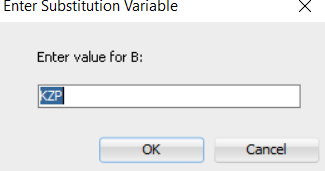 Enter Substitution Variable
Enter value for B:
KZP
OK
Cancel